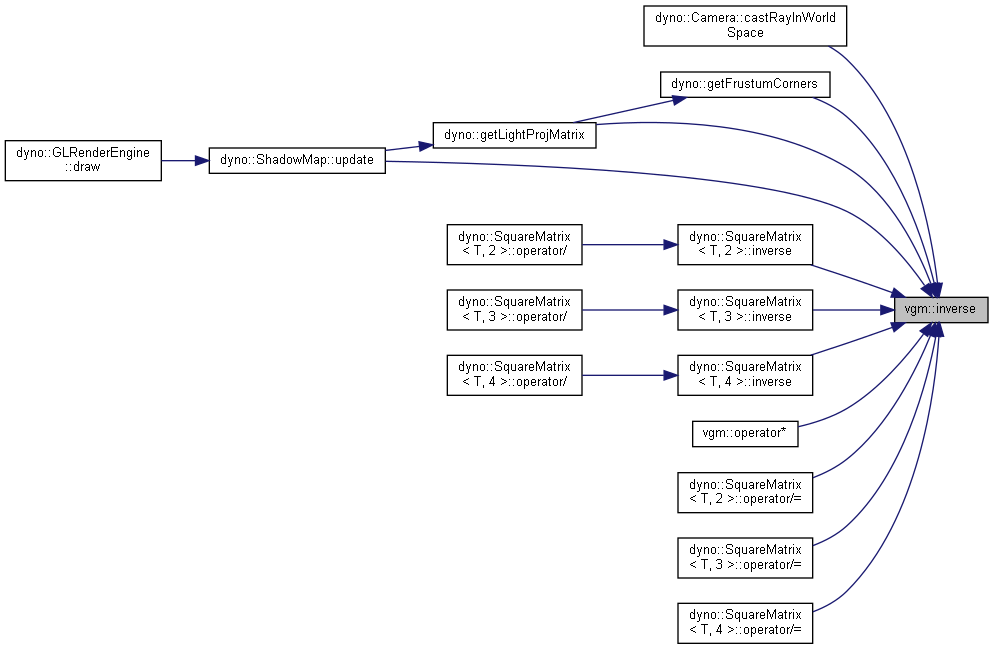 dyno::Camera::castRayInWorld
Space
dyno::getFrustumCorners
dyno::getLightProjMatrix
dyno::GLRenderEngine
::draw
dyno::ShadowMap::update
dyno::SquareMatrix
< T, 2 >::operator/
dyno::SquareMatrix
< T, 2 >::inverse
dyno::SquareMatrix
< T, 3 >::operator/
dyno::SquareMatrix
< T, 3 >::inverse
vgm::inverse
dyno::SquareMatrix
< T, 4 >::operator/
dyno::SquareMatrix
< T, 4 >::inverse
vgm::operator*
dyno::SquareMatrix
< T, 2 >::operator/=
dyno::SquareMatrix
< T, 3 >::operator/=
dyno::SquareMatrix
< T, 4 >::operator/=